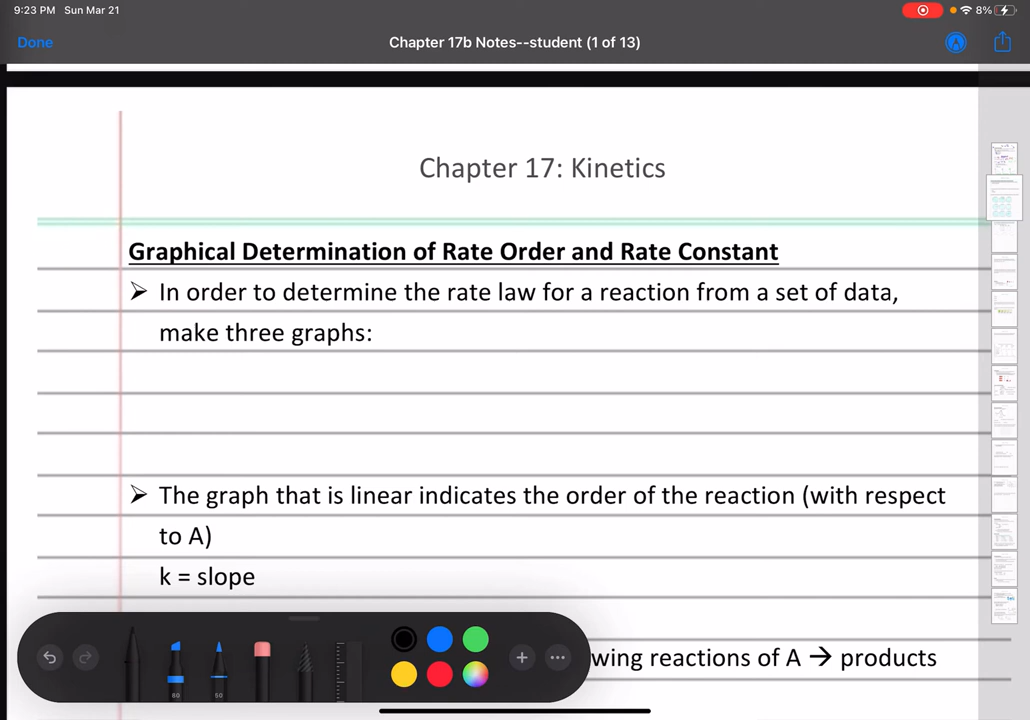 9:23 PM Sun Mar 21
8%
Done
Chapter 17b Notes--student (1 of 13)
Chapter 17: Kinetics
Graphical Determination of Rate Order and Rate Constant
➢ In order to determine the rate law for a reaction from a set of data,
make three graphs:
➢ The graph that is linear indicates the order of the reaction (with respect
to A)
k = slope
wing reactions of A → products
80
50